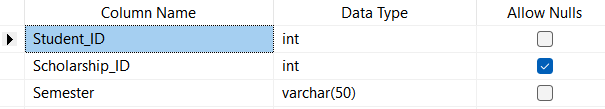 Column Name Data Type Allow Nulls
Student_ID int
Scholarship_ID int
Semester varchar(50)